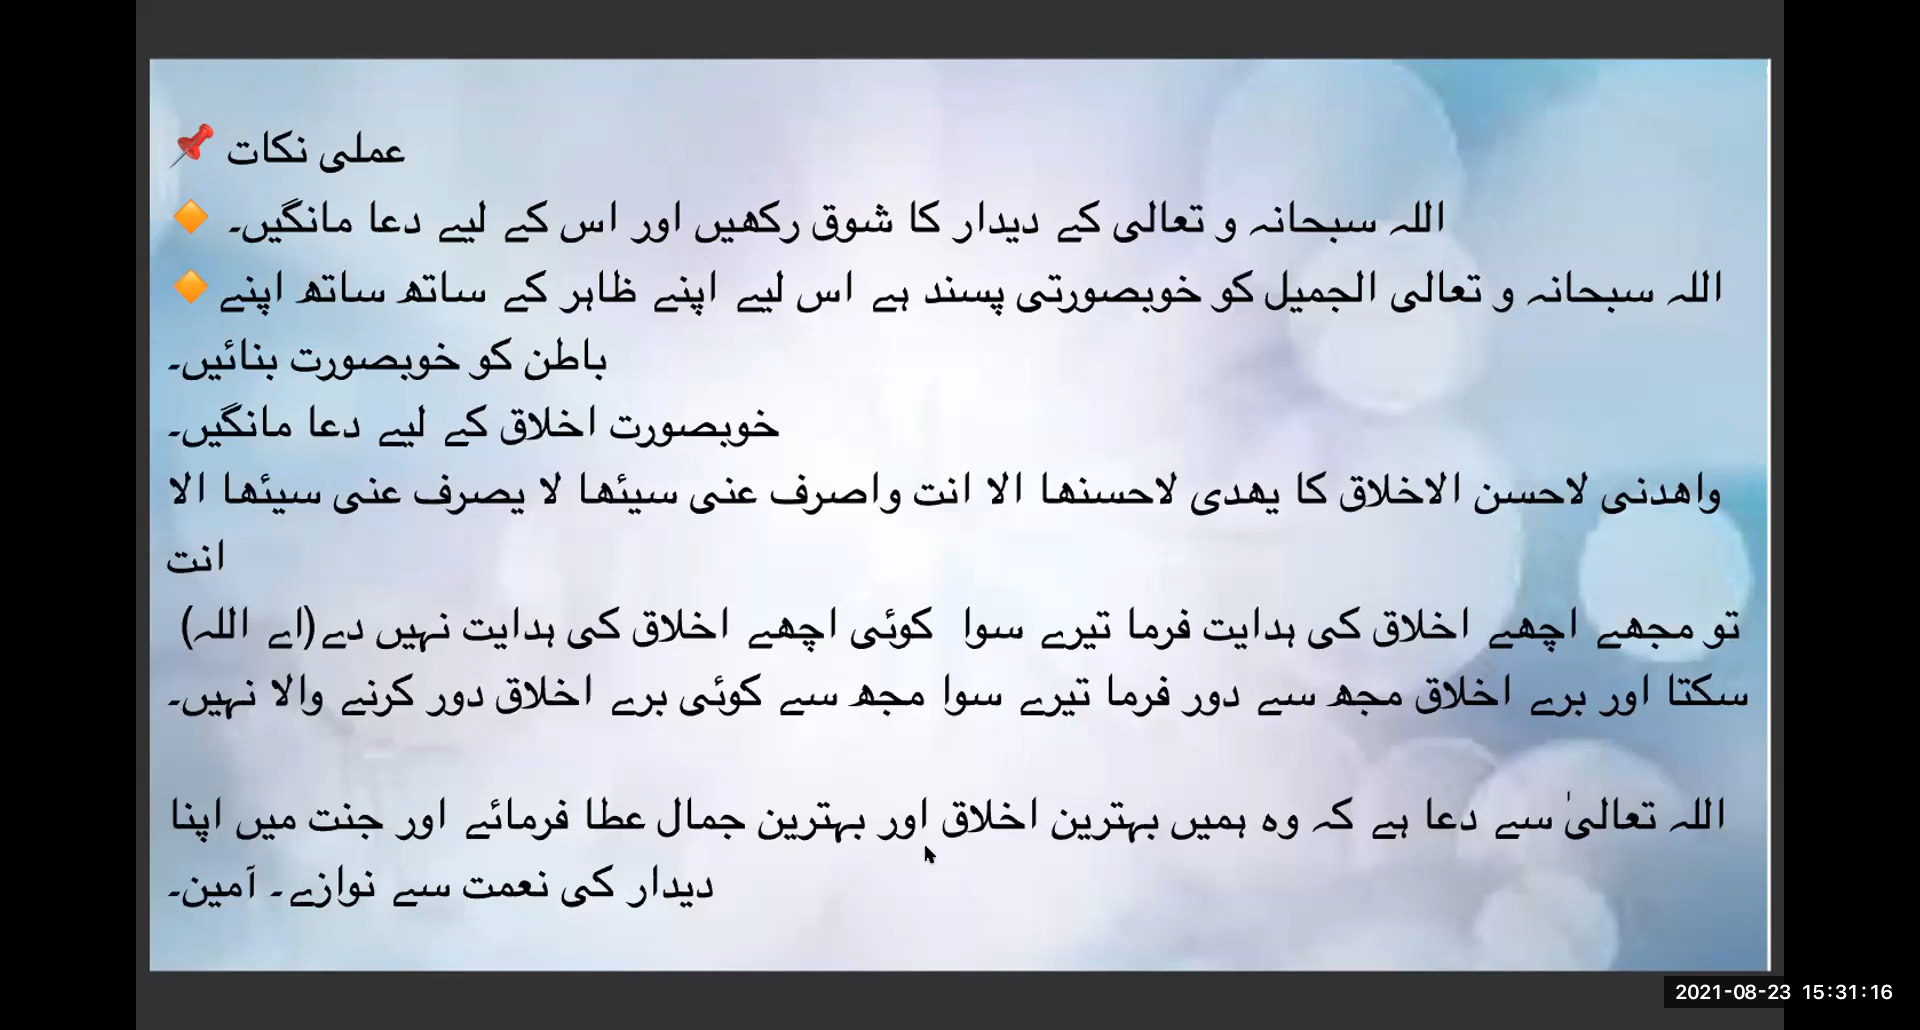 📌 عملی نکات
🔸 اللہ سبحانہ و تعالی کے دیدار کا شوق رکھیں اور اس کے لیے دعا مانگیں۔
🔸اللہ سبحانہ و تعالی الجمیل کو خوبصورتی پسند ہے اس لیے اپنے ظاہر کے ساتھ ساتھ اپنے
باطن کو خوبصورت بنائیں۔
خوبصورت اخلاق کے لیے دعا مانگیں۔
واھدنی لاحسن الاخلاق کا یھدی لاحسنھا الا انت واصرف عنی سیئھا لا یصرف عنی سیئھا الا
انت
تو مجھے اچھے اخلاق کی ہدایت فرما تیرے سوا کوئی اچھے اخلاق کی ہدایت نہیں دے(اے اللہ)
سکتا اور برے اخلاق مجھ سے دور فرما تیرے سوا مجھ سے کوئی برے اخلاق دور کرنے والا نہیں۔
اللہ تعالیٰ سے دعا ہے کہ وہ ہمیں بہترین اخلاق اور بہترین جمال عطا فرمائے اور جنت میں اپنا
دیدار کی نعمت سے نوازے۔ آمین۔
2021-08-23 15:31:16